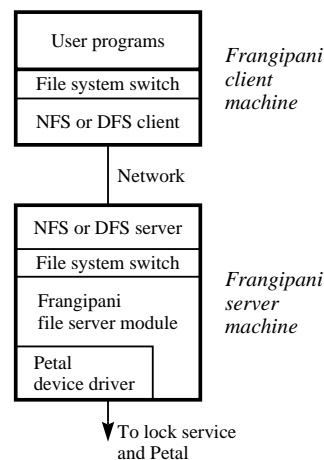 User programs
File system switch
NFS or DFS client
Frangipani
client
machine
Network
NFS or DFS server
File system switch
Frangipani
file server module
Petal
device driver
Frangipani
server
machine
To lock service
and Petal